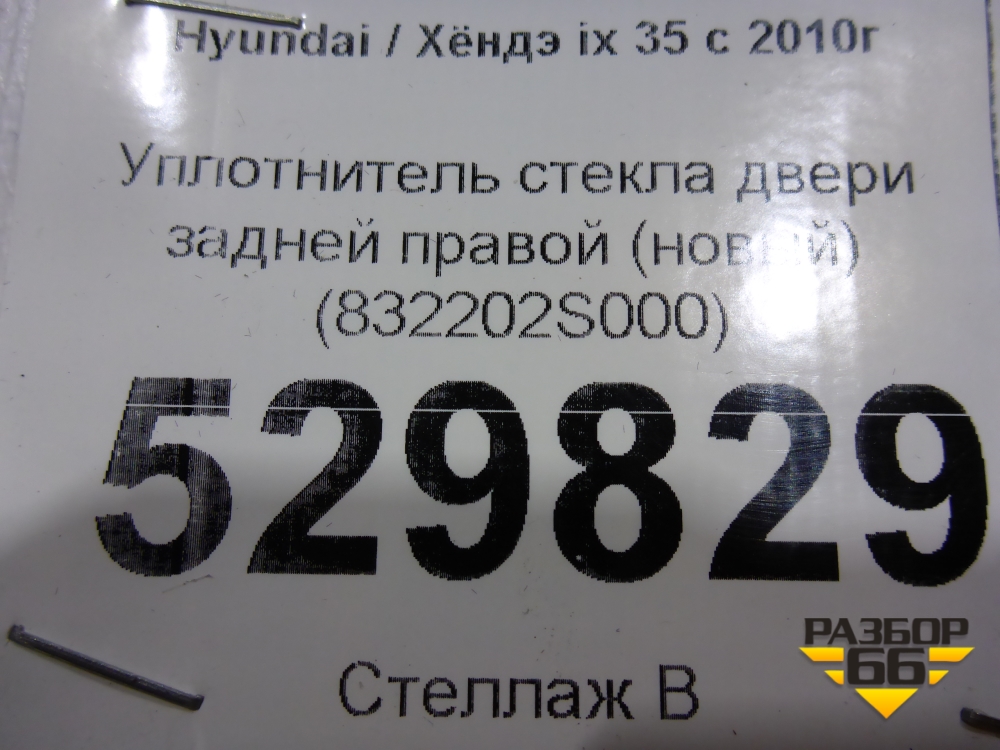 Hyundai / Хёндэ ix 35 с 2010г
Уплотнитель стекла двери
задней правой (новый)
(832202S000)
529829
Стеллаж В
РАЗБОР
66